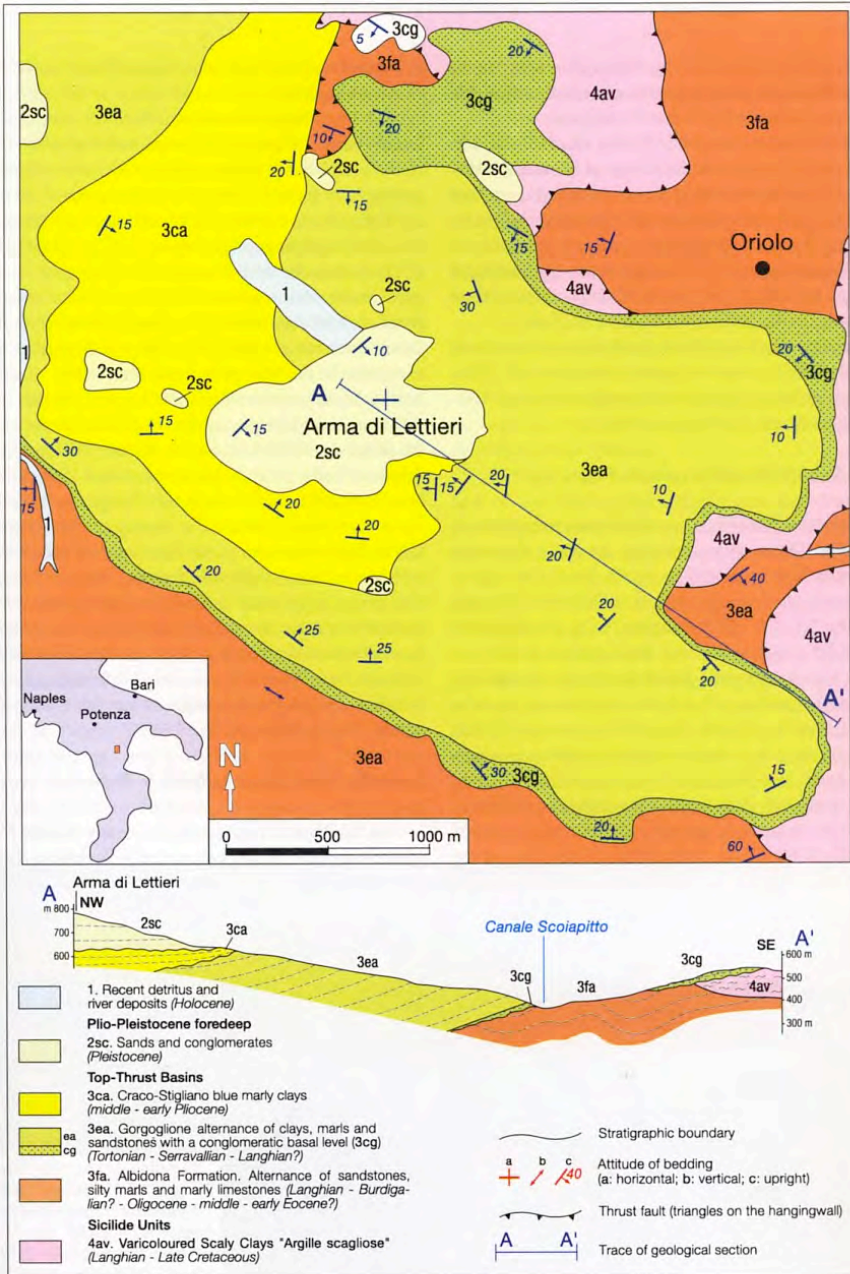 5
3cg
20
3fa
3cg
4av
3fa
2sc
3ea
20
10
2sc
2sc
20
15
15
3ca
15
15
Oriolo
4av
1
2sc
30
1
10
20
3cg
2sc
2sc
A
15
15
Arma di Lettieri
2sc
10
30
3ea
15
15
20
10
15
1
20
20
20
4av
1
40
3ea
20
2sc
20
4av
25
20
25
A'
Naples
Bari
Potenza
N
3ea
30
3cg
15
20
60
0 500 1000 m
A
Arma di Lettieri
NW
m 800
700
600
2sc
3ca
3ea
Canale Scoiapitto
3cg
3fa
3cg
SE
A'
600 m
500
400
300 m
4av
1. Recent detritus and
river deposits (Holocene)
Plio-Pleistocene foredeep
2sc. Sands and conglomerates
(Pleistocene)
Top-Thrust Basins
3ca. Craco-Stigliano blue marly clays
(middle - early Pliocene)
ea
cg
3ea. Gorgoglione alternance of clays, marls and
sandstones with a conglomeratic basal level (3cg)
(Tortonian - Serravallian - Langhian?)
3fa. Albidona Formation. Alternance of sandstones,
silty marls and marly limestones (Langhian - Burdiga-
lian? - Oligocene - middle - early Eocene?)
Sicilide Units
4av. Varicoloured Scaly Clays "Argille scagliose"
(Langhian - Late Cretaceous)
Stratigraphic boundary
a b c
40
Attitude of bedding
(a: horizontal; b: vertical; c: upright)
Thrust fault (triangles on the hangingwall)
A A'
Trace of geological section